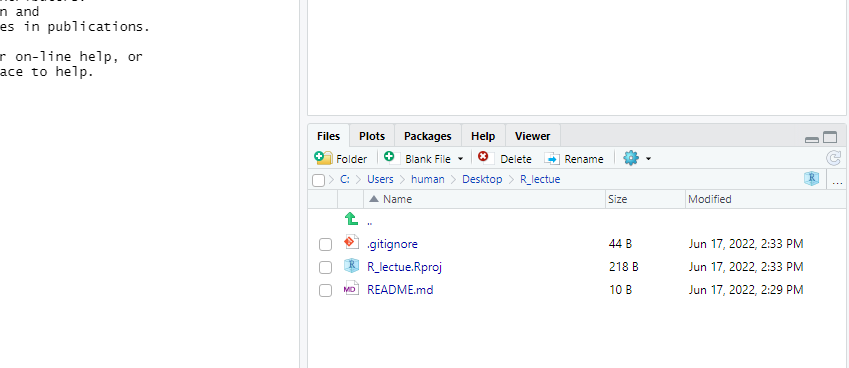 n and
es in publications.
r on-line help, or
ace to help.
Files Plots Packages Help Viewer
Folder Blank File Delete Rename
C: Users human Desktop R_lectue R ...
Name Size Modified
..
.gitignore 44 B Jun 17, 2022, 2:33 PM
R R_lectue.Rproj 218 B Jun 17, 2022, 2:33 PM
MD README.md 10 B Jun 17, 2022, 2:29 PM